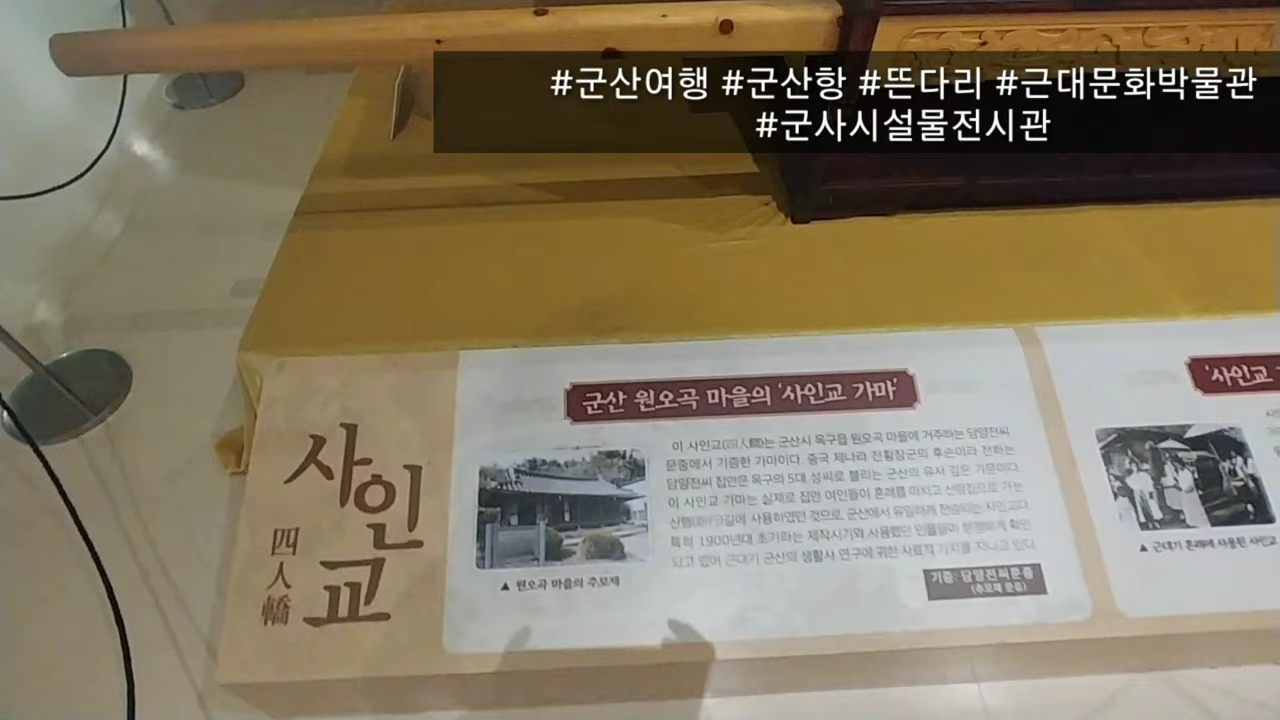 #군산여행 #군산항 #뜬다리 #근대문화박물관
#군사시설물전시관
사인교
四人轎
군산 원오곡 마을의 '사인교 가마'
이 사인교(四人轎)는 군산시 옥구읍 원오곡 마을에 거주하는 담양전씨
문중에서 기증한 가마이다. 중국 제나라 전횡장군의 후손이라 전하는
담양전씨 집안은 옥구의 5대 성씨로 불리는 군산의 유서 깊은 가문이다.
이 사인교 가마는 실제로 집안 여인들이 혼례를 마치고 신랑집으로 가는
신행길에 사용하였던 것으로, 군산에서 유일하게 전승되는 사인교다.
특히 1900년대 초기라는 제작시기와 사용했던 인물들이 분명하게 확인
되고 있어 근대기 군산의 생활사 연구에 귀한 사료적 가치를 지니고 있다.
▲ 원오곡 마을의 추모재
기증: 담양전씨문중
(추모재 문중)
'사인교
▲ 근대기 혼례에 사용된 사인교